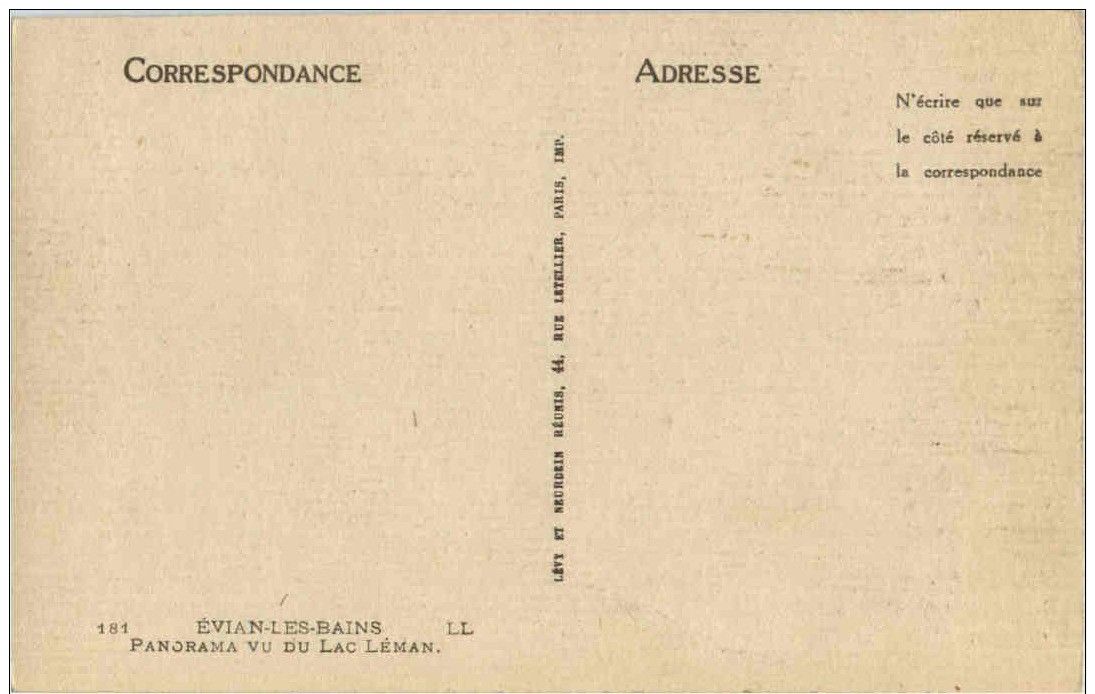 CORRESPONDANCE
ADRESSE
N'écrire que sur
le côté réservé à
la correspondance
LÉVY ET NEURDEIN RÉUNIS, 44, RUE LETELLIER, PARIS, IMP.
181 ÉVIAN-LES-BAINS LL
PANORAMA VU DU LAC LÉMAN.